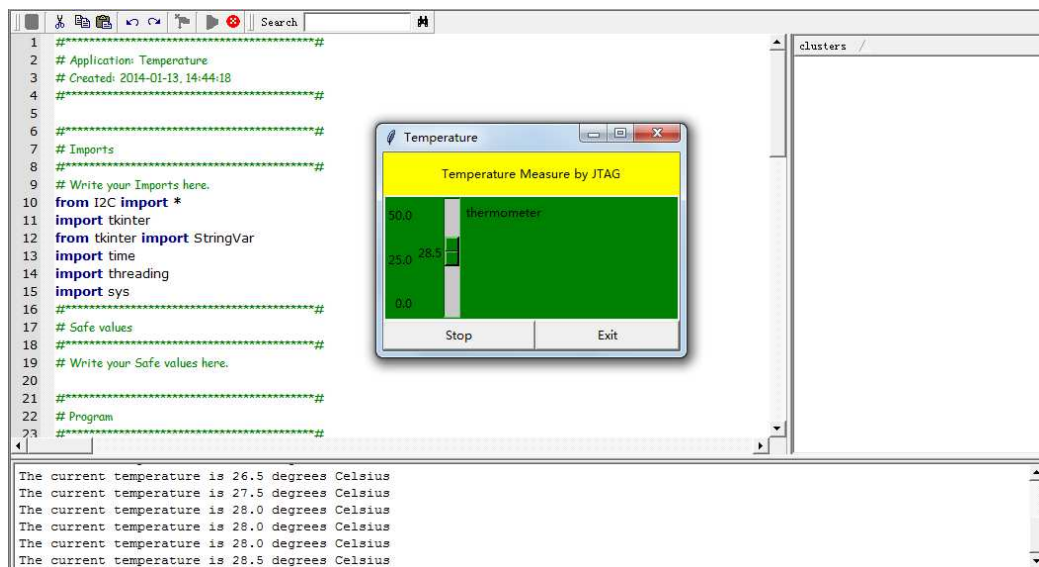 Search
clusters /
1 #******************************************#
2 # Application: Temperature
3 # Created: 2014-01-13, 14:44:18
4 #******************************************#
5
6 #******************************************#
7 # Imports
8 #******************************************#
9 # Write your Imports here.
10 from I2C import *
11 import tkinter
12 from tkinter import StringVar
13 import time
14 import threading
15 import sys
16 #******************************************#
17 # Safe values
18 #******************************************#
19 # Write your Safe values here.
20
21 #******************************************#
22 # Program
23 #******************************************#
Temperature
Temperature Measure by JTAG
50.0 thermometer
28.5
25.0
0.0
Stop Exit
The current temperature is 26.5 degrees Celsius
The current temperature is 27.5 degrees Celsius
The current temperature is 28.0 degrees Celsius
The current temperature is 28.0 degrees Celsius
The current temperature is 28.0 degrees Celsius
The current temperature is 28.5 degrees Celsius